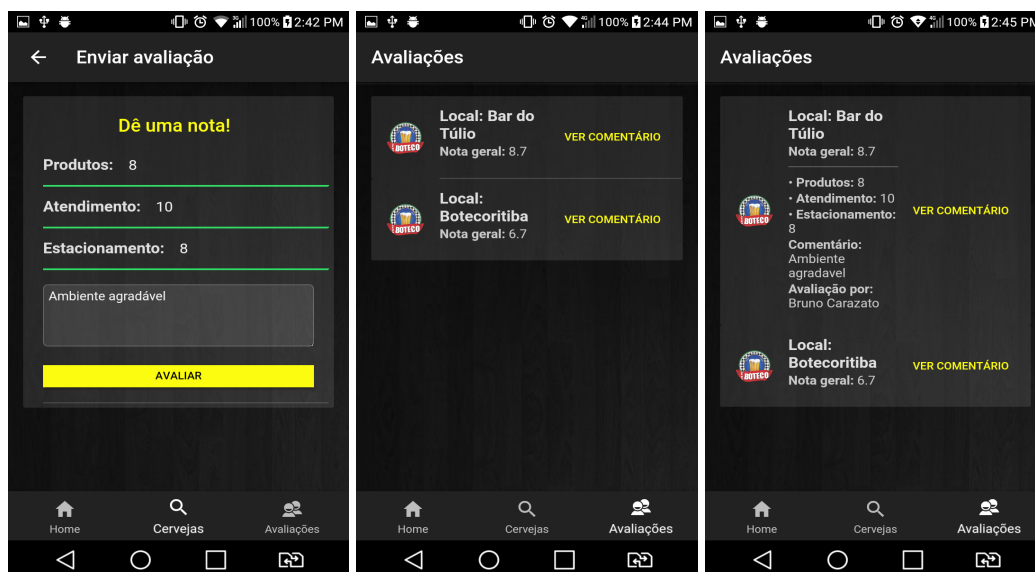 100% 2:42 PM
Enviar avaliação
Dê uma nota!
Produtos: 8
Atendimento: 10
Estacionamento: 8
Ambiente agradável
AVALIAR
Home
Cervejas
Avaliações
100% 2:44 PM
Avaliações
BOTECO
Local: Bar do
Túlio
Nota geral: 8.7
VER COMENTÁRIO
BOTECO
Local:
Botecoritiba
Nota geral: 6.7
VER COMENTÁRIO
Home
Cervejas
Avaliações
100% 2:45 PM
Avaliações
Local: Bar do
Túlio
Nota geral: 8.7
BOTECO
• Produtos: 8
• Atendimento: 10
• Estacionamento:
8
Comentário:
Ambiente
agradavel
Avaliação por:
Bruno Carazato
VER COMENTÁRIO
BOTECO
Local:
Botecoritiba
Nota geral: 6.7
VER COMENTÁRIO
Home
Cervejas
Avaliações